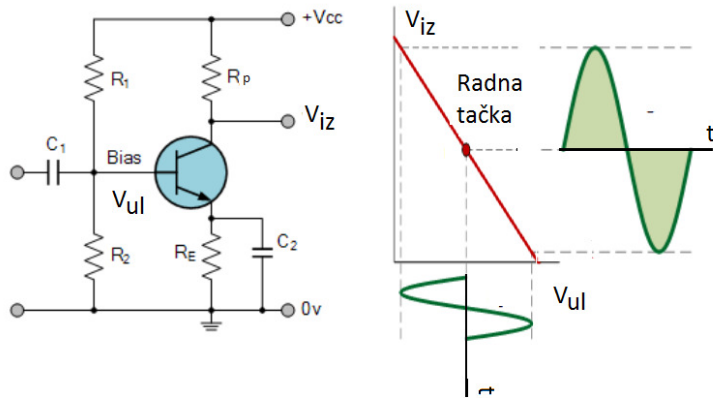 +Vcc
R1
Rp
Viz
C1
Bias
Vul
R2
RE
C2
0v
Viz
Radna
tačka
t
Vul
t